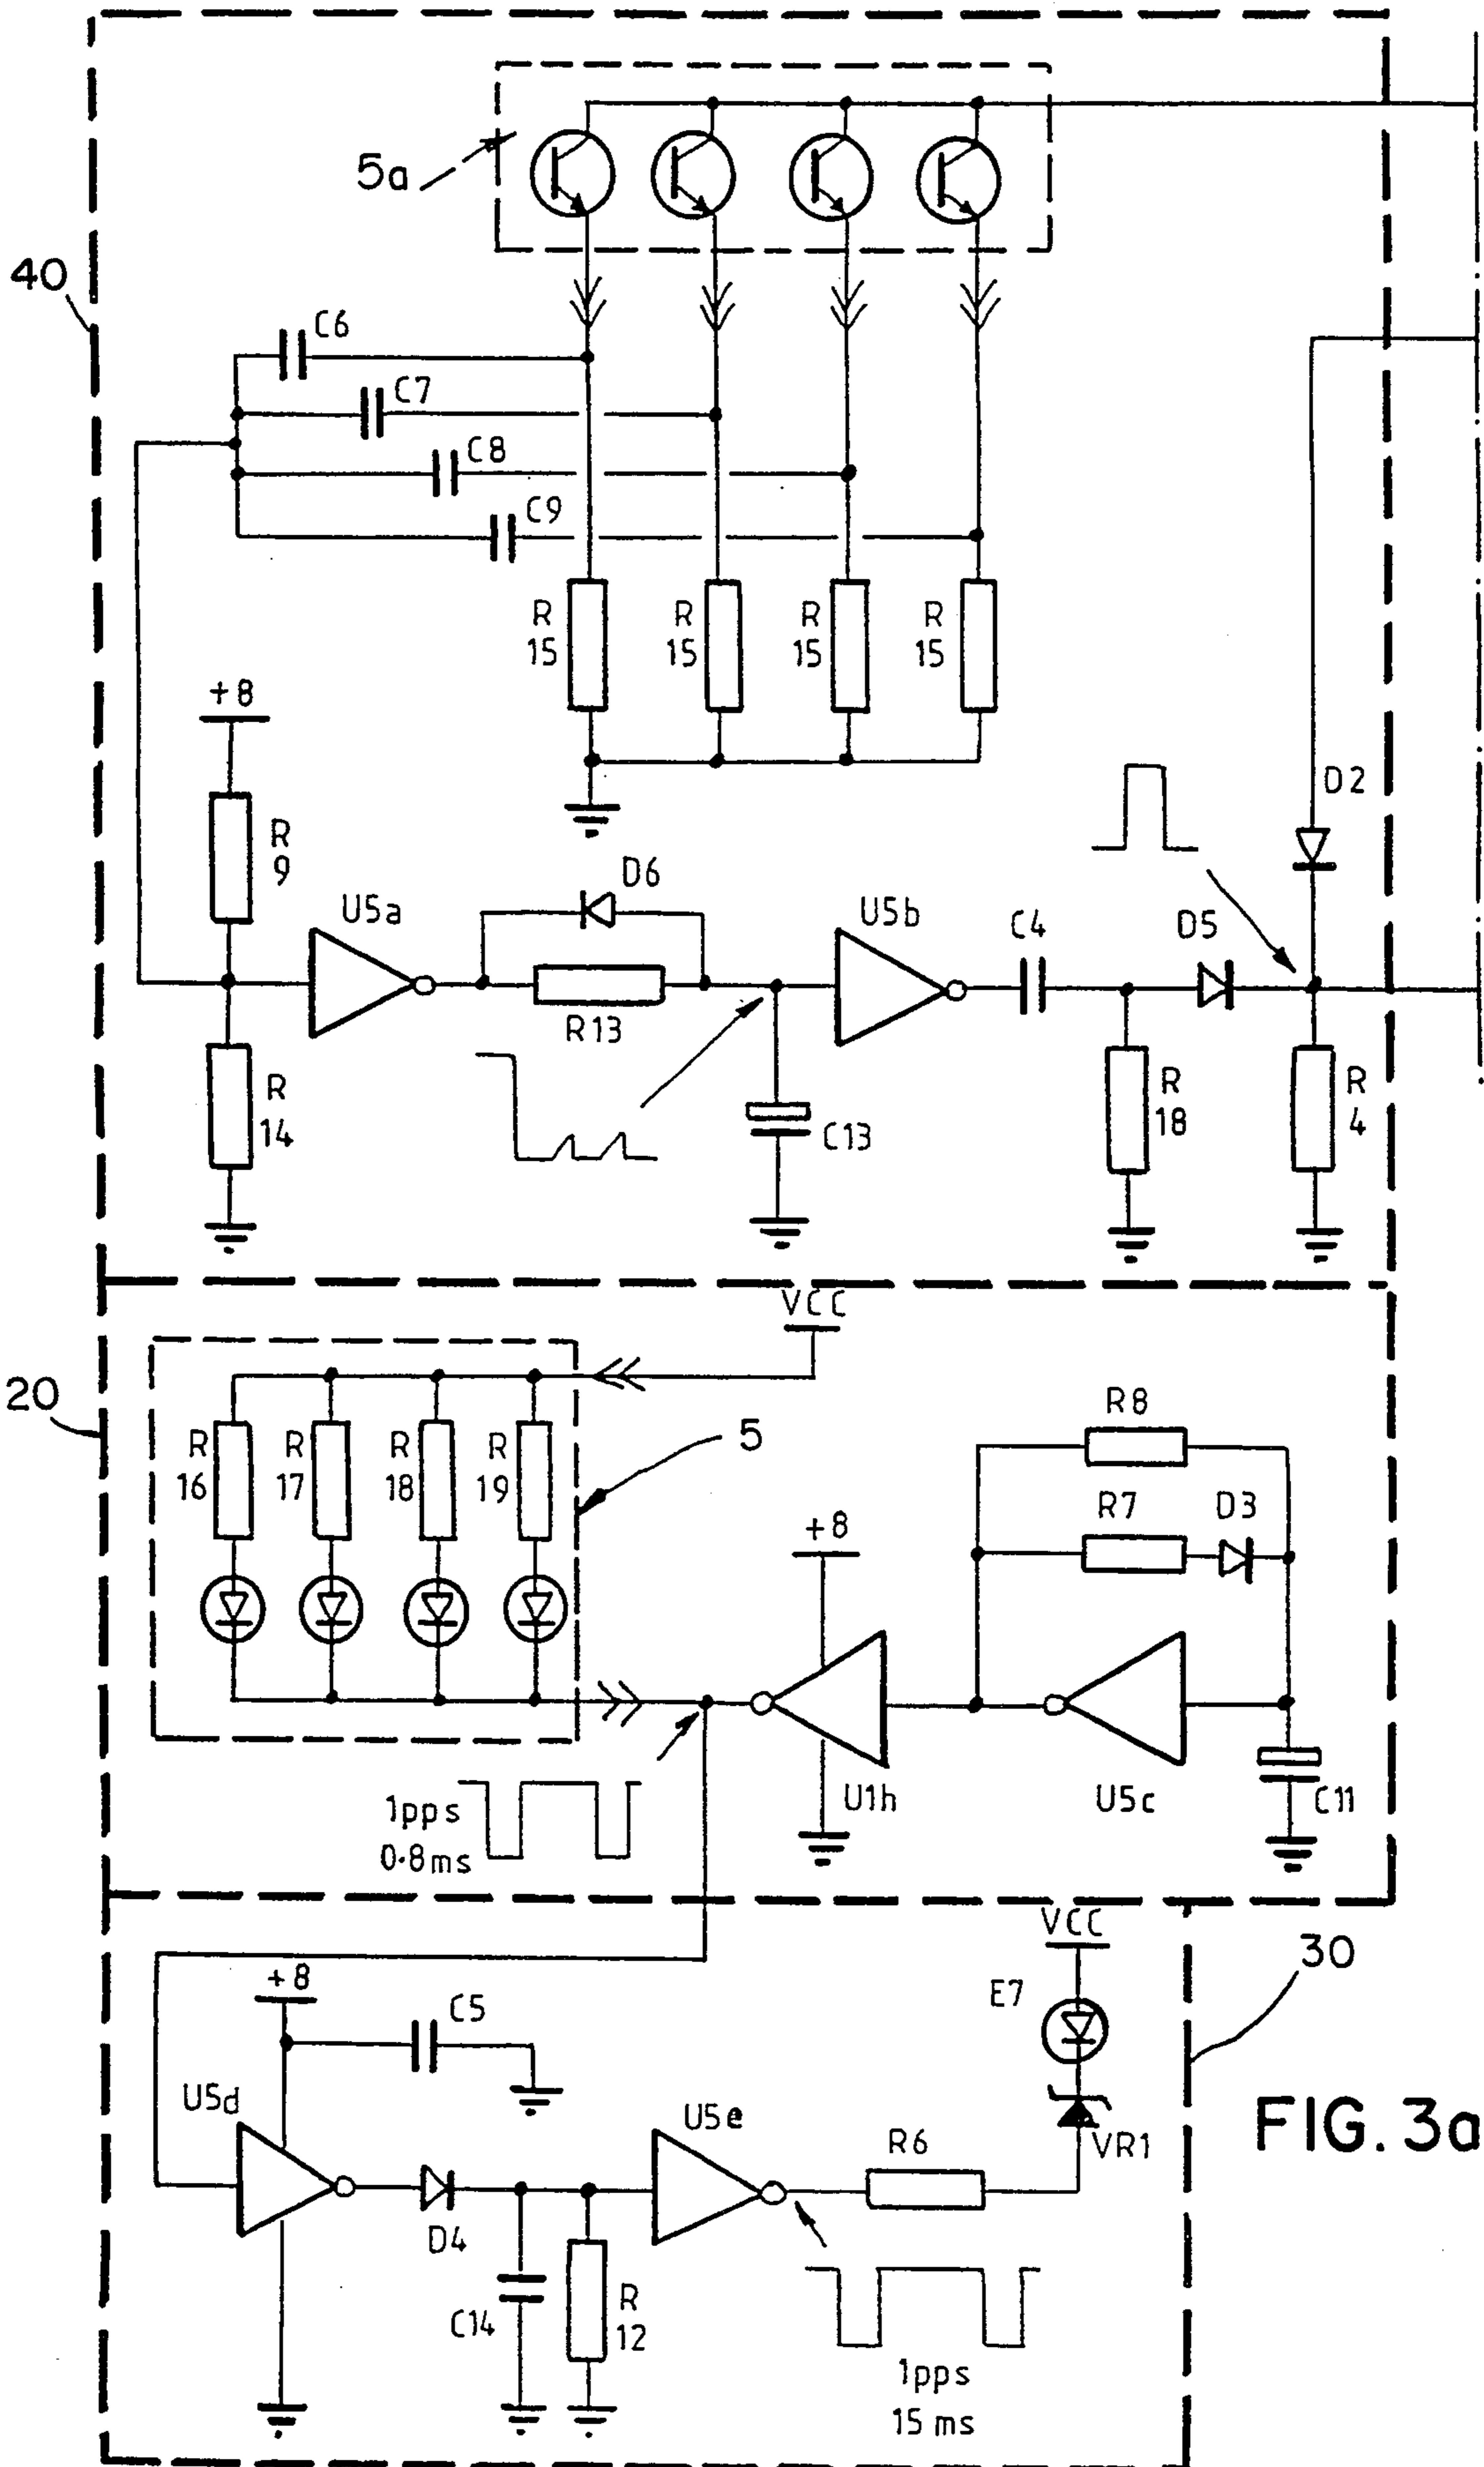 5a
40
C6
C7
C8
C9
R
15
R
15
R
15
R
15
+8
R
9
D2
D6
U5a
U5b
C4
D5
R13
R
14
C13
R
18
R
4
VCC
20
R8
R
16
R
17
R
18
R
19
5
R7
D3
+8
1pps
0.8ms
U1h
U5c
C11
VCC
30
+8
E7
C5
U5d
U5e
FIG. 3a
R6
VR1
D4
C14
R
12
1pps
15 ms